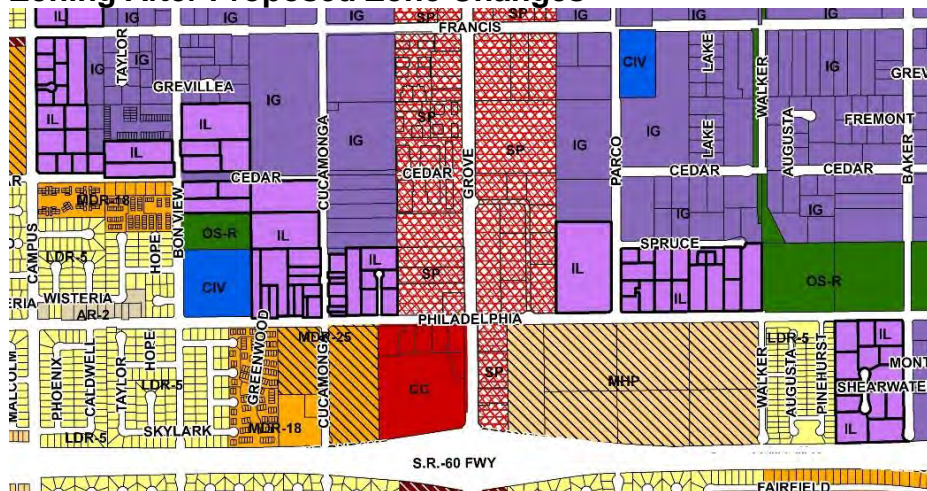 Zoning After Proposed Zone Changes
SP
SP
IG
FRANCIS
TAYLOR
IG
IG
GREVILLEA
IL
IG
IG
SP
SP
IG
CIV
IG
LAKE
LAKE
WALKER
IG
IG
GREV
FREMONT
AUGUSTA
BAKER
IL
CEDAR
CUCAMONGA
CEDAR
GROVE
PARCO
CEDAR
CEDAR
MDR-18
BON VIEW
OS-R
IL
IG
IG
SPRUCE
CAMPUS
LDR-5
HOPE
CIV
IL
SP
IL
IL
OS-R
WISTERIA
AR-2
PHILADELPHIA
MALCOLM
PHOENIX
CALDWELL
TAYLOR
HOPE
LDR-5
GREENWOOD
MDR-25
CUCAMONGA
CC
SP
MHP
WALKER
LDR-5
AUGUSTA
PINEHURST
IL
MONT
SHEARWATE
LDR-5
SKYLARK
MDR-18
IL
S.R.-60 FWY
FAIRFIELD